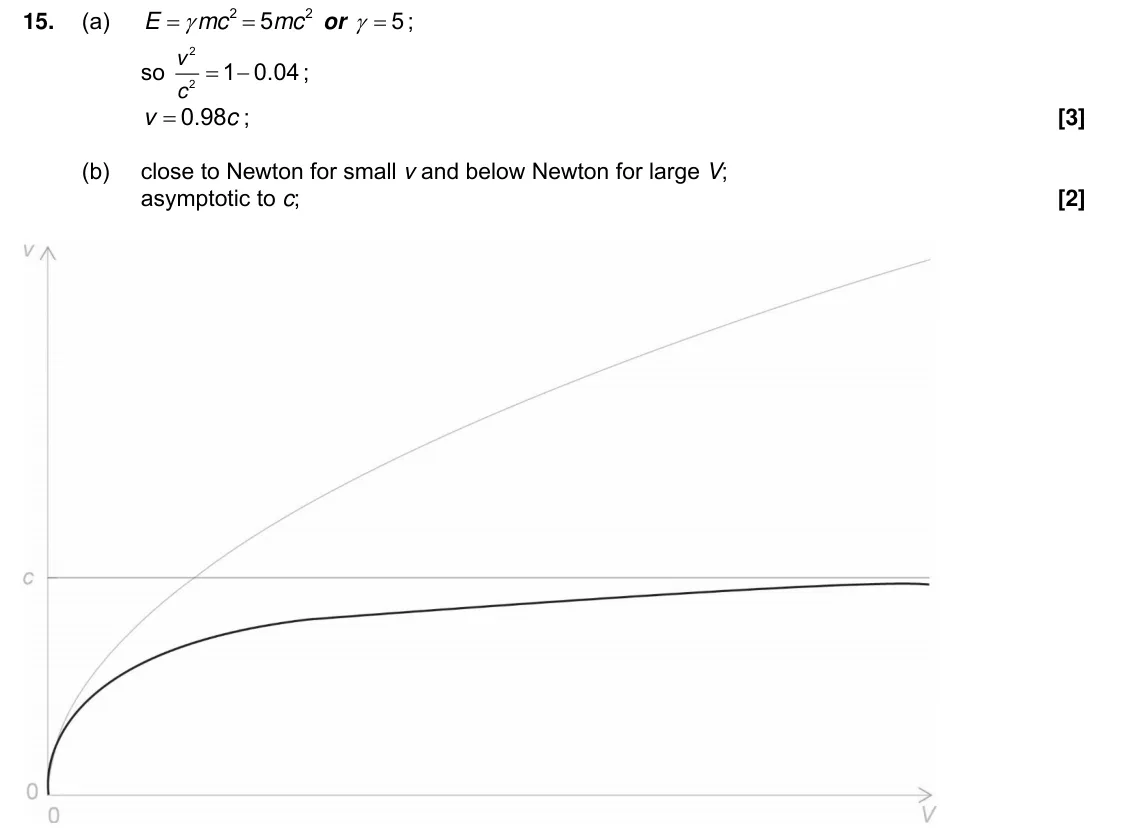 15. (a) E = γmc² = 5mc² or γ = 5;
so v²/c² = 1 – 0.04;
v = 0.98c; [3]
(b) close to Newton for small v and below Newton for large V;
asymptotic to c; [2]
v
c
0
0 V